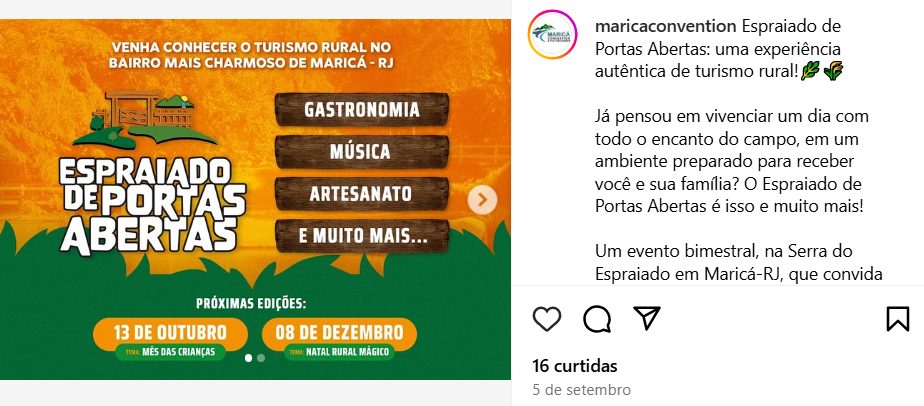 VENHA CONHECER O TURISMO RURAL NO
BAIRRO MAIS CHARMOSO DE MARICÁ - RJ
ESPRAIADO
DE PORTAS
ABERTAS
GASTRONOMIA
MÚSICA
ARTESANATO
E MUITO MAIS...
PRÓXIMAS EDIÇÕES:
13 DE OUTUBRO
TEMA: MÊS DAS CRIANÇAS
08 DE DEZEMBRO
TEMA: NATAL RURAL MÁGICO
MARICÁ
maricaconvention Espraiado de
Portas Abertas: uma experiência
autêntica de turismo rural!
Já pensou em vivenciar um dia com
todo o encanto do campo, em um
ambiente preparado para receber
você e sua família? O Espraiado de
Portas Abertas é isso e muito mais!
Um evento bimestral, na Serra do
Espraiado em Maricá-RJ, que convida
16 curtidas
5 de setembro